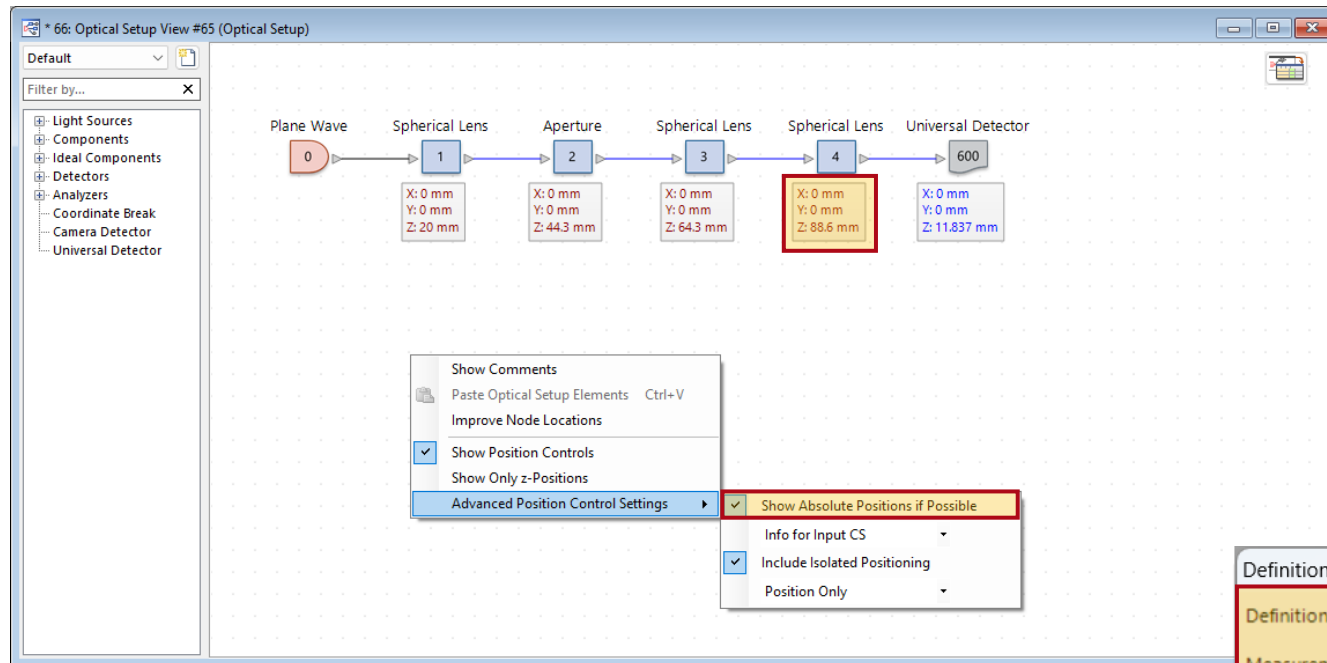 * 66: Optical Setup View #65 (Optical Setup)
Default
Filter by...
Light Sources
Components
Ideal Components
Detectors
Analyzers
Coordinate Break
Camera Detector
Universal Detector
Plane Wave Spherical Lens Aperture Spherical Lens Spherical Lens Universal Detector
0 1 2 3 4 600
X: 0 mm X: 0 mm X: 0 mm X: 0 mm X: 0 mm
Y: 0 mm Y: 0 mm Y: 0 mm Y: 0 mm Y: 0 mm
Z: 20 mm Z: 44.3 mm Z: 64.3 mm Z: 88.6 mm Z: 11.837 mm
Show Comments
Paste Optical Setup Elements Ctrl+V
Improve Node Locations
Show Position Controls
Show Only z-Positions
Advanced Position Control Settings
Show Absolute Positions if Possible
Info for Input CS
Include Isolated Positioning
Position Only
Definition
Definition